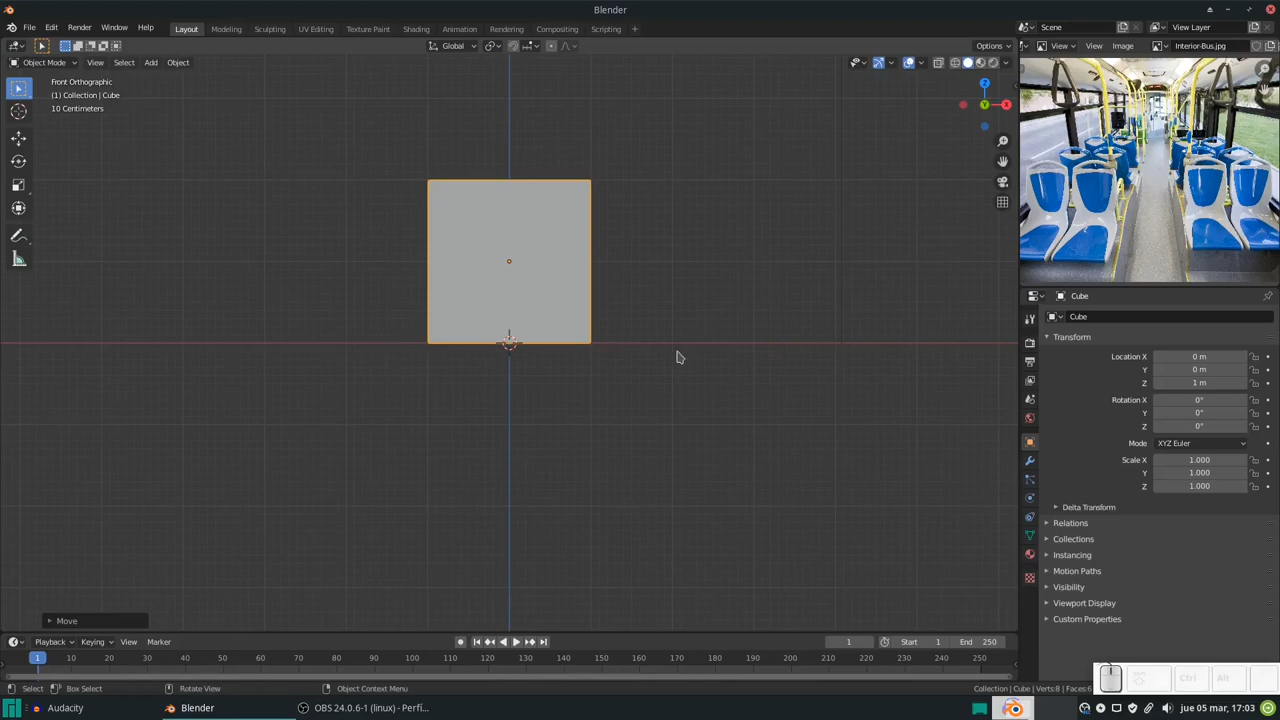 Blender
File Edit Render Window Help
Layout Modeling Sculpting UV Editing Texture Paint Shading Animation Rendering Compositing Scripting +
Scene View Layer
Global Options
View Image Interior-Bus.jpg
Object Mode View Select Add Object
Front Orthographic
(1) Collection | Cube
10 Centimeters
Z
Y
X
Cube
Cube
Transform
Location X 0 m
Y 0 m
Z 1 m
Rotation X 0°
Y 0°
Z 0°
Mode XYZ Euler
Scale X 1.000
Y 1.000
Z 1.000
Delta Transform
Relations
Collections
Instancing
Motion Paths
Visibility
Viewport Display
Custom Properties
Move
Playback Keying View Marker
1 Start 1 End 250
1 10 20 30 40 50 60 70 80 90 100 110 120 130 140 150 160 170 180 190 200 210 220 230 240 250
Select Box Select Rotate View Object Context Menu
Collection | Cube | Verts:8 | Faces:6
Ctrl Alt
Audacity Blender OBS 24.0.6-1 (linux) - Perfi... jue 05 mar, 17:03